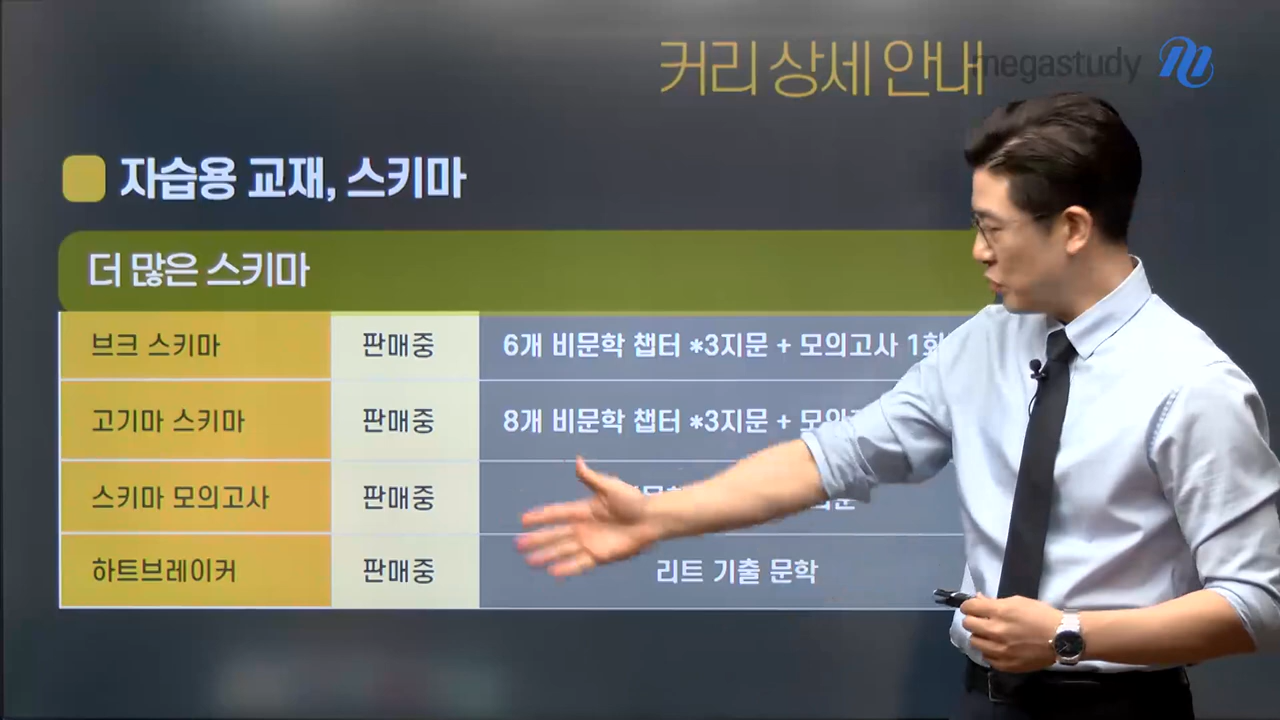 커리 상세 안내
megastudy
자습용 교재, 스키마
더 많은 스키마
브크 스키마 판매중 6개 비문학 챕터 *3지문 + 모의고사 1회
고기마 스키마 판매중 8개 비문학 챕터 *3지문 +
스키마 모의고사 판매중
하트브레이커 판매중 리트 기출 문학